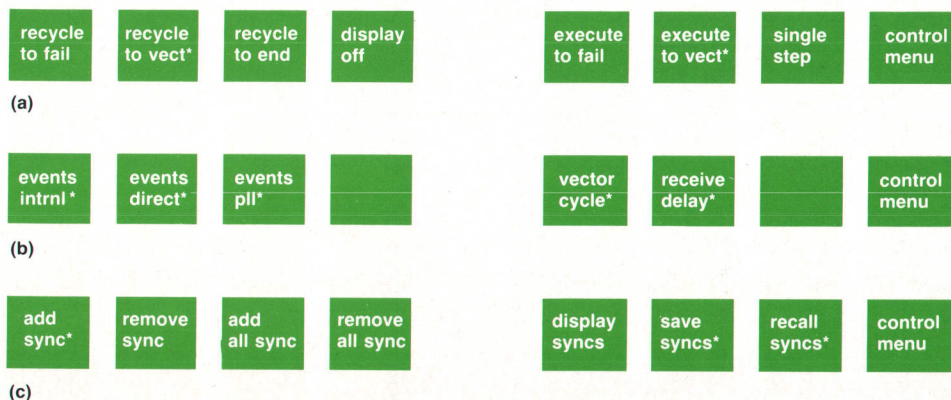 recycle
to fail
recycle
to vect*
recycle
to end
display
off
execute
to fail
execute
to vect*
single
step
control
menu
(a)
events
intrnl*
events
direct*
events
pll*
vector
cycle*
receive
delay*
control
menu
(b)
add
sync*
remove
sync
add
all sync
remove
all sync
display
syncs
save
syncs*
recall
syncs*
control
menu
(c)